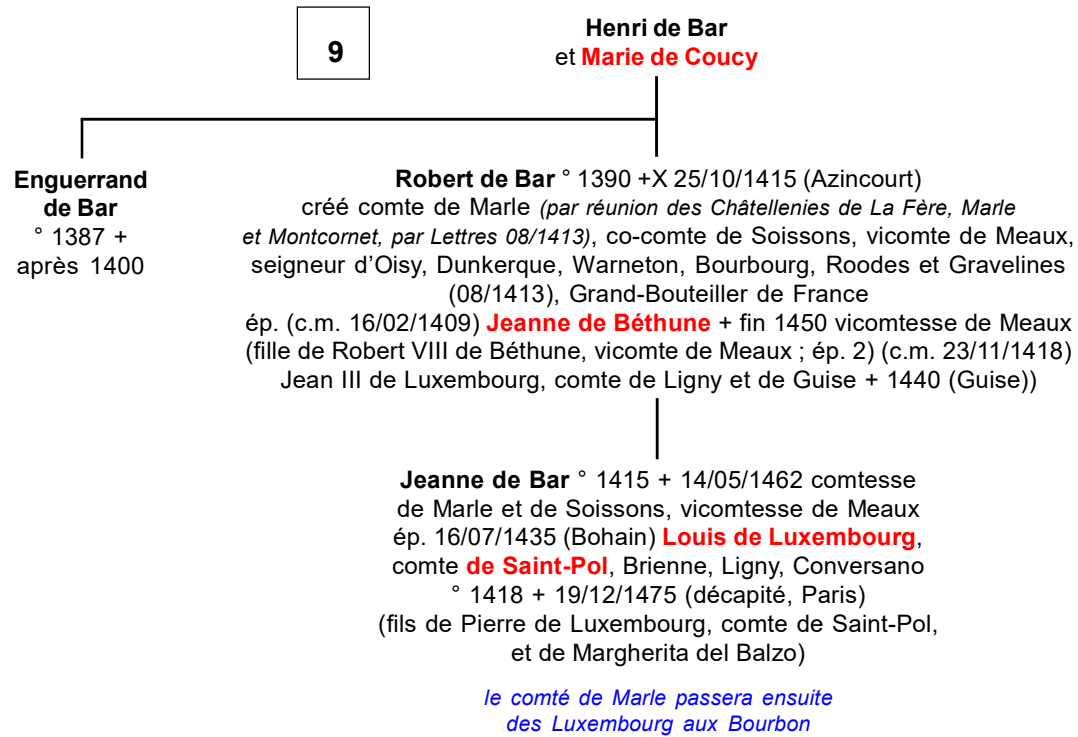 9
Henri de Bar
et Marie de Coucy
Enguerrand
de Bar
° 1387 +
après 1400
Robert de Bar ° 1390 +X 25/10/1415 (Azincourt)
créé comte de Marle (par réunion des Châtellenies de La Fère, Marle
et Montcornet, par Lettres 08/1413), co-comte de Soissons, vicomte de Meaux,
seigneur d'Oisy, Dunkerque, Warneton, Bourbourg, Roodes et Gravelines
(08/1413), Grand-Bouteiller de France
ép. (c.m. 16/02/1409) Jeanne de Béthune + fin 1450 vicomtesse de Meaux
(fille de Robert VIII de Béthune, vicomte de Meaux ; ép. 2) (c.m. 23/11/1418)
Jean III de Luxembourg, comte de Ligny et de Guise + 1440 (Guise))
Jeanne de Bar ° 1415 + 14/05/1462 comtesse
de Marle et de Soissons, vicomtesse de Meaux
ép. 16/07/1435 (Bohain) Louis de Luxembourg,
comte de Saint-Pol, Brienne, Ligny, Conversano
° 1418 + 19/12/1475 (décapité, Paris)
(fils de Pierre de Luxembourg, comte de Saint-Pol,
et de Margherita del Balzo)
le comté de Marle passera ensuite
des Luxembourg aux Bourbon